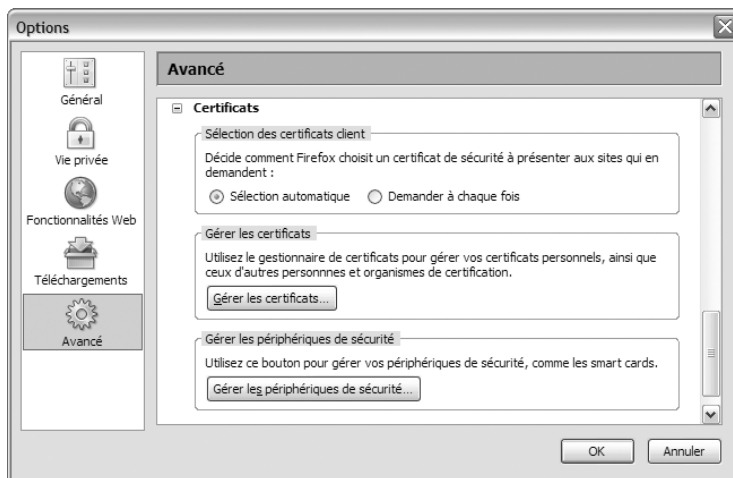 Options
Général
Vie privée
Fonctionnalités Web
Téléchargements
Avancé
Avancé
Certificats
Sélection des certificats client
Décide comment Firefox choisit un certificat de sécurité à présenter aux sites qui en
demandent :
Sélection automatique Demander à chaque fois
Gérer les certificats
Utilisez le gestionnaire de certificats pour gérer vos certificats personnels, ainsi que
ceux d'autres personnnes et organismes de certification.
Gérer les certificats...
Gérer les périphériques de sécurité
Utilisez ce bouton pour gérer vos périphériques de sécurité, comme les smart cards.
Gérer les périphériques de sécurité...
OK Annuler